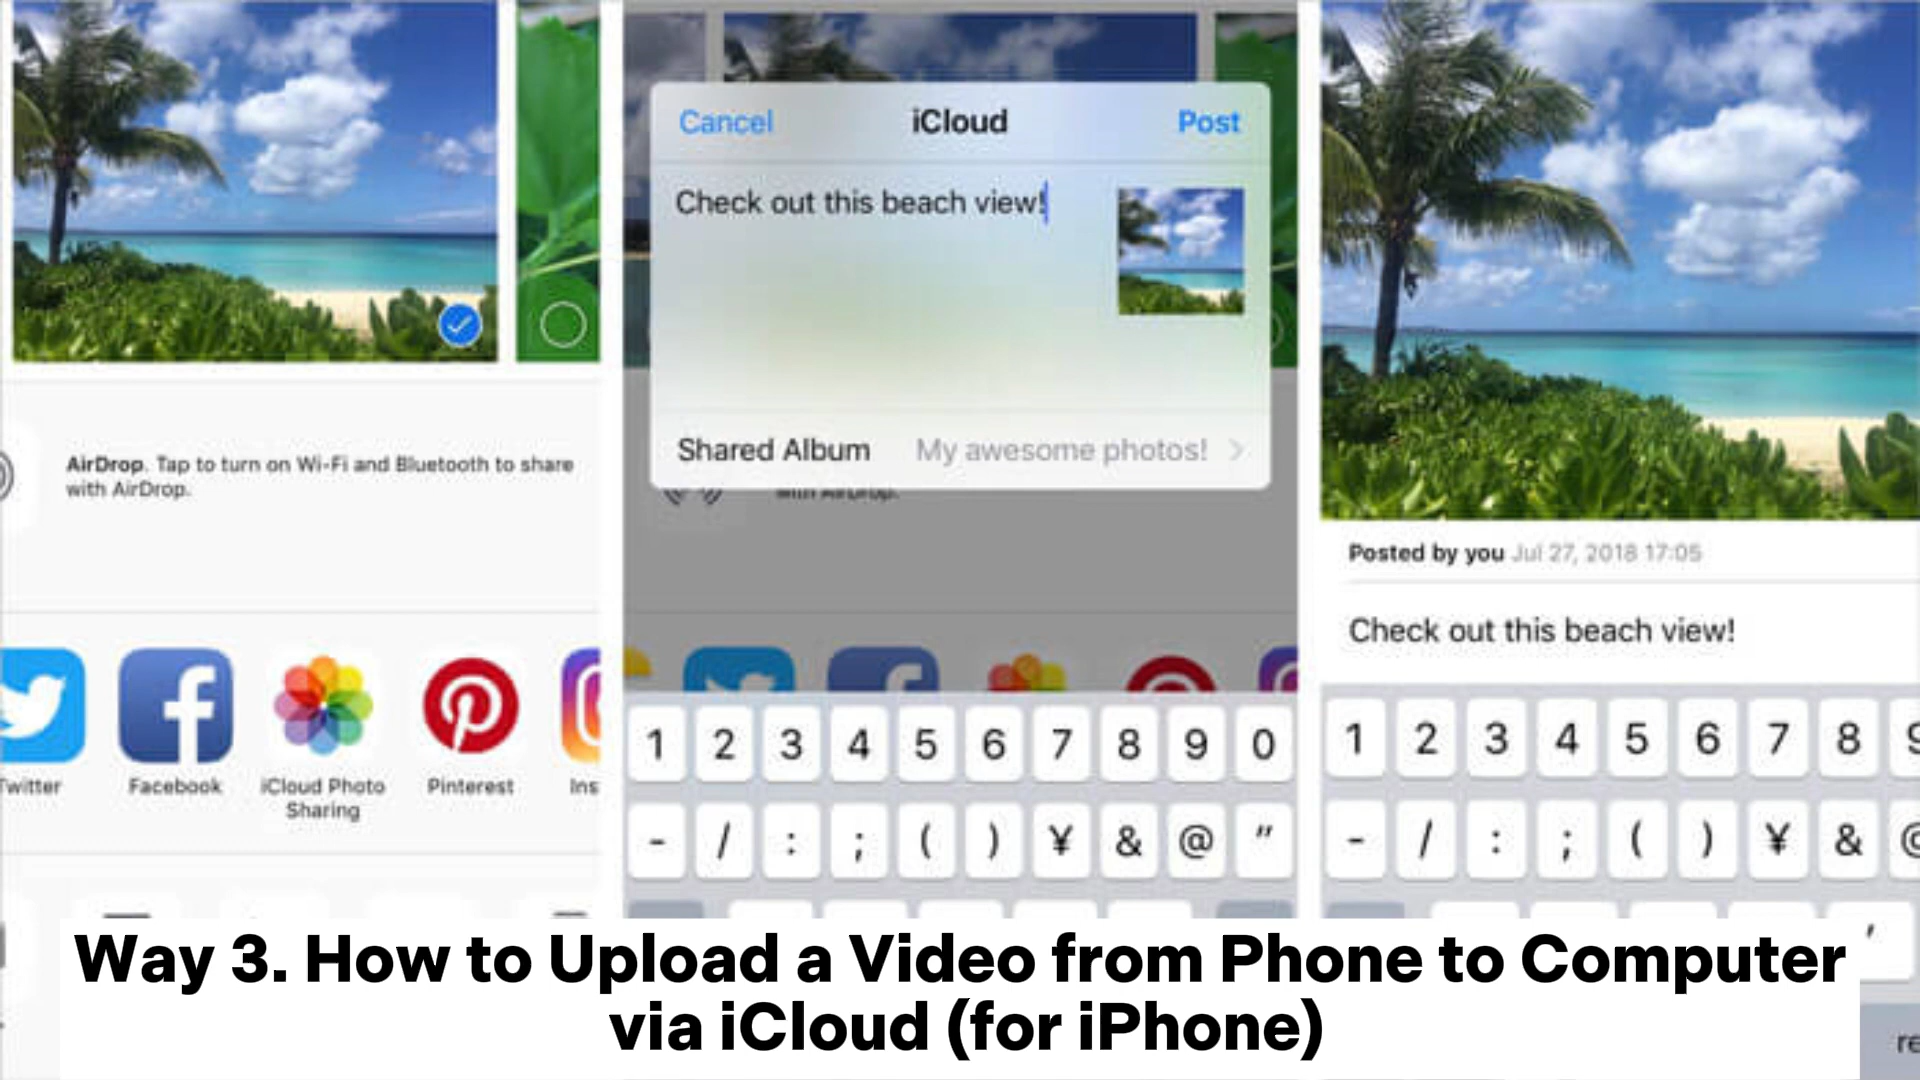 AirDrop. Tap to turn on Wi-Fi and Bluetooth to share
with AirDrop.
Twitter
Facebook
iCloud Photo
Sharing
Pinterest
Ins
Cancel
iCloud
Post
Check out this beach view!
Shared Album
My awesome photos!
with AirDrop.
1 2 3 4 5 6 7 8 9 0
- / : ; ( ) ¥ & @ "
Posted by you Jul 27, 2018 17:05
Check out this beach view!
1 2 3 4 5 6 7 8 9
- / : ; ( ) ¥ & @
'
re
Way 3. How to Upload a Video from Phone to Computer
via iCloud (for iPhone)